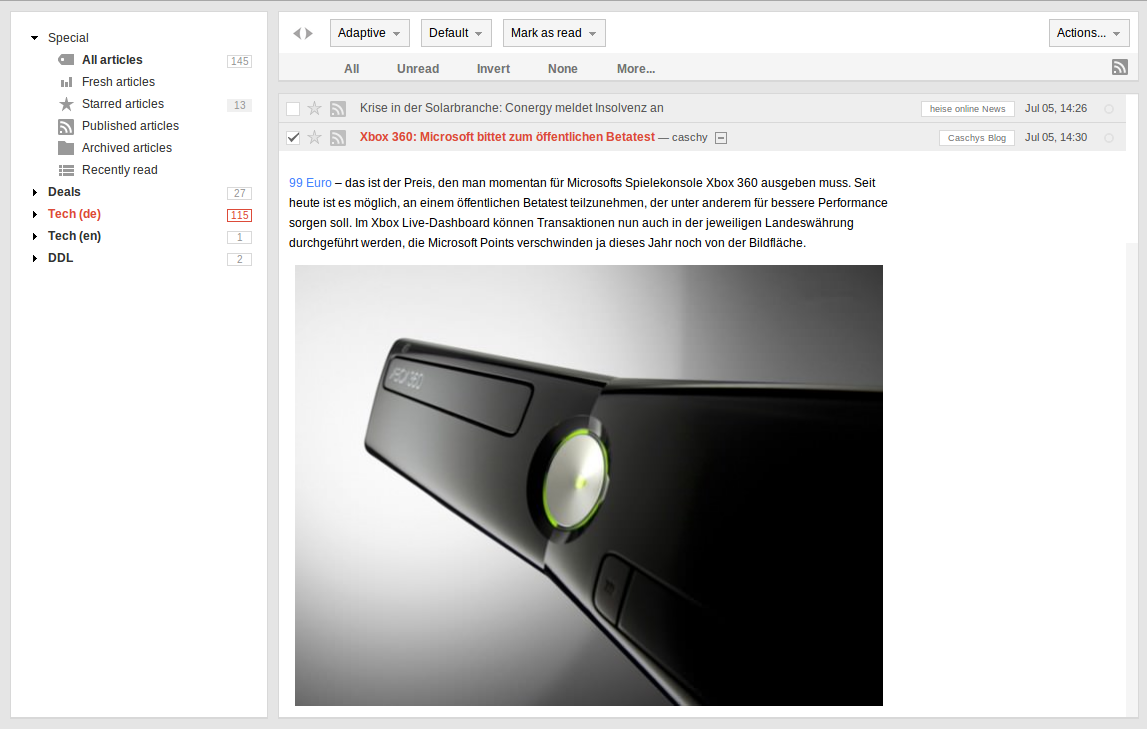 Special
All articles 145
Fresh articles
Starred articles 13
Published articles
Archived articles
Recently read
Deals 27
Tech (de) 115
Tech (en) 1
DDL 2
Adaptive Default Mark as read Actions...
All Unread Invert None More...
Krise in der Solarbranche: Conergy meldet Insolvenz an heise online News Jul 05, 14:26
Xbox 360: Microsoft bittet zum öffentlichen Betatest — caschy Caschys Blog Jul 05, 14:30
99 Euro – das ist der Preis, den man momentan für Microsofts Spielekonsole Xbox 360 ausgeben muss. Seit
heute ist es möglich, an einem öffentlichen Betatest teilzunehmen, der unter anderem für bessere Performance
sorgen soll. Im Xbox Live-Dashboard können Transaktionen nun auch in der jeweiligen Landeswährung
durchgeführt werden, die Microsoft Points verschwinden ja dieses Jahr noch von der Bildfläche.
XBOX 360